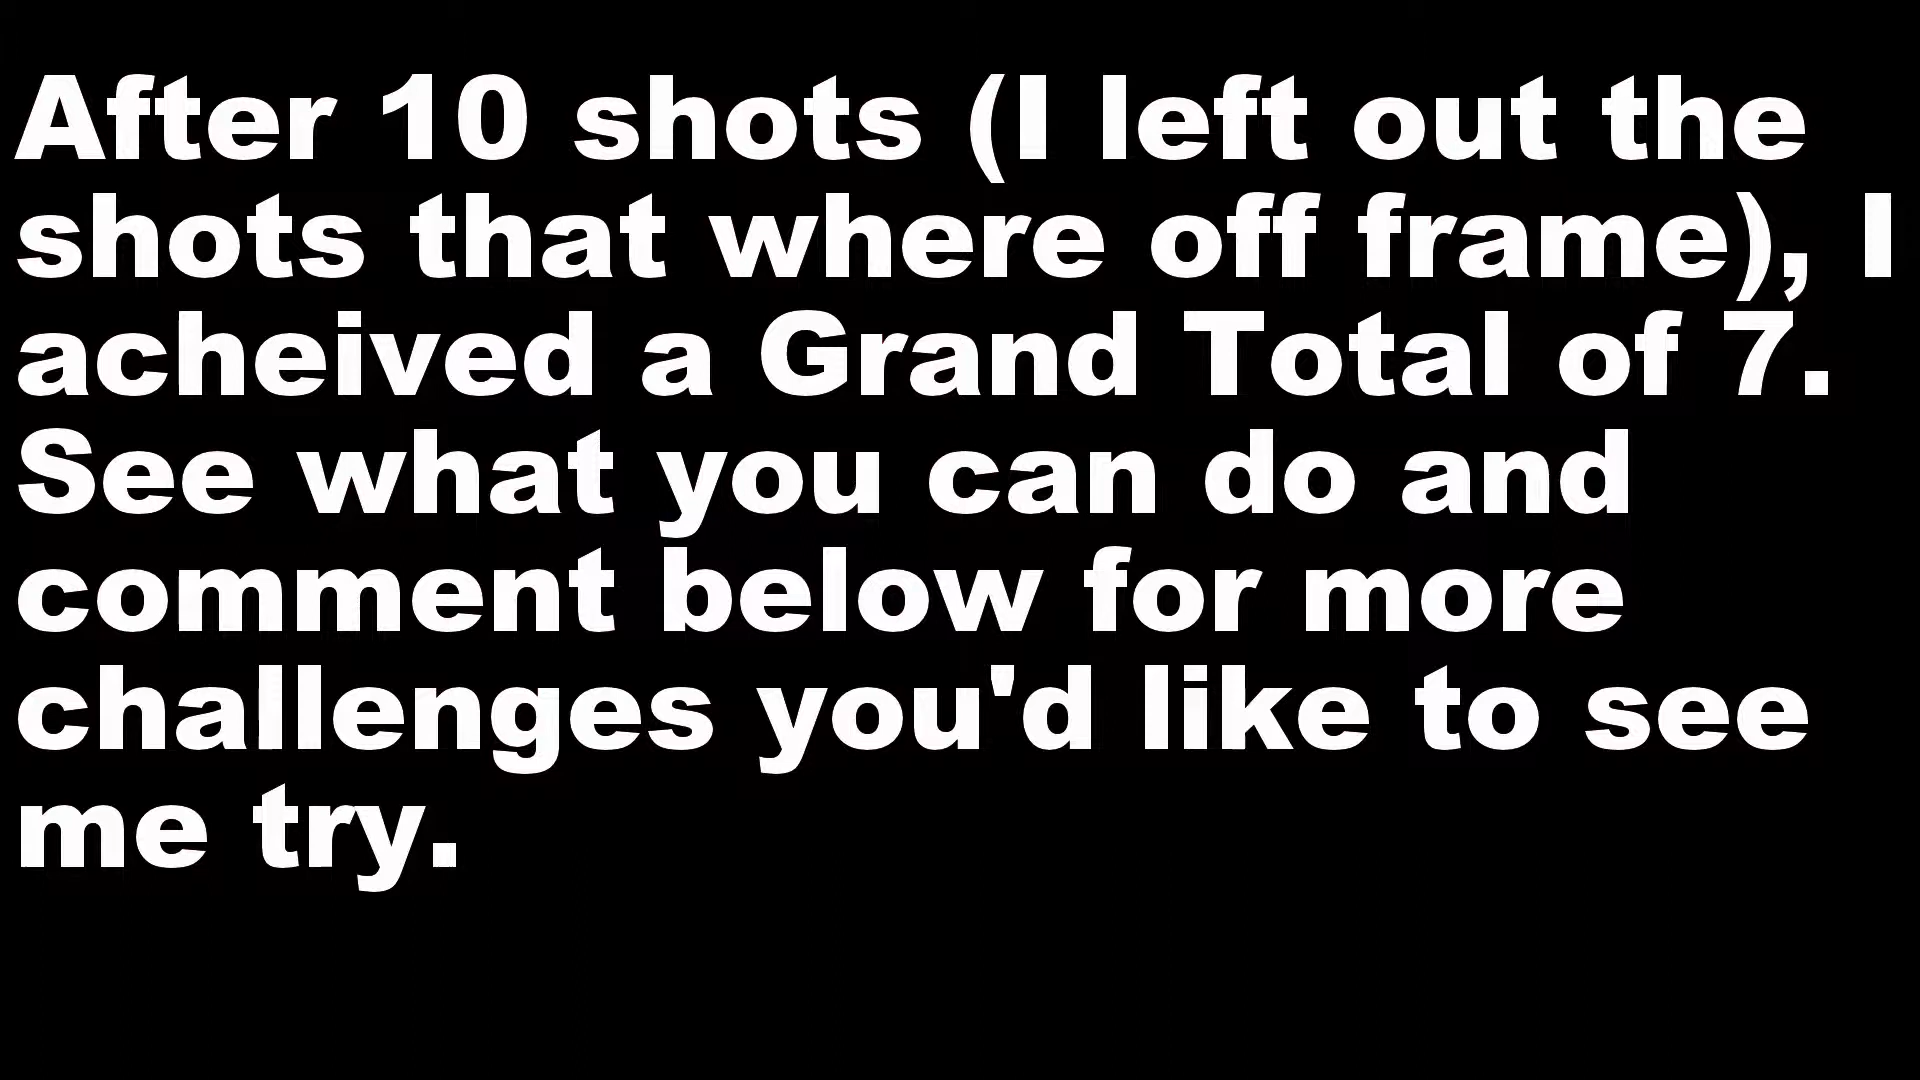 After 10 shots (I left out the
shots that where off frame), I
acheived a Grand Total of 7.
See what you can do and
comment below for more
challenges you'd like to see
me try.